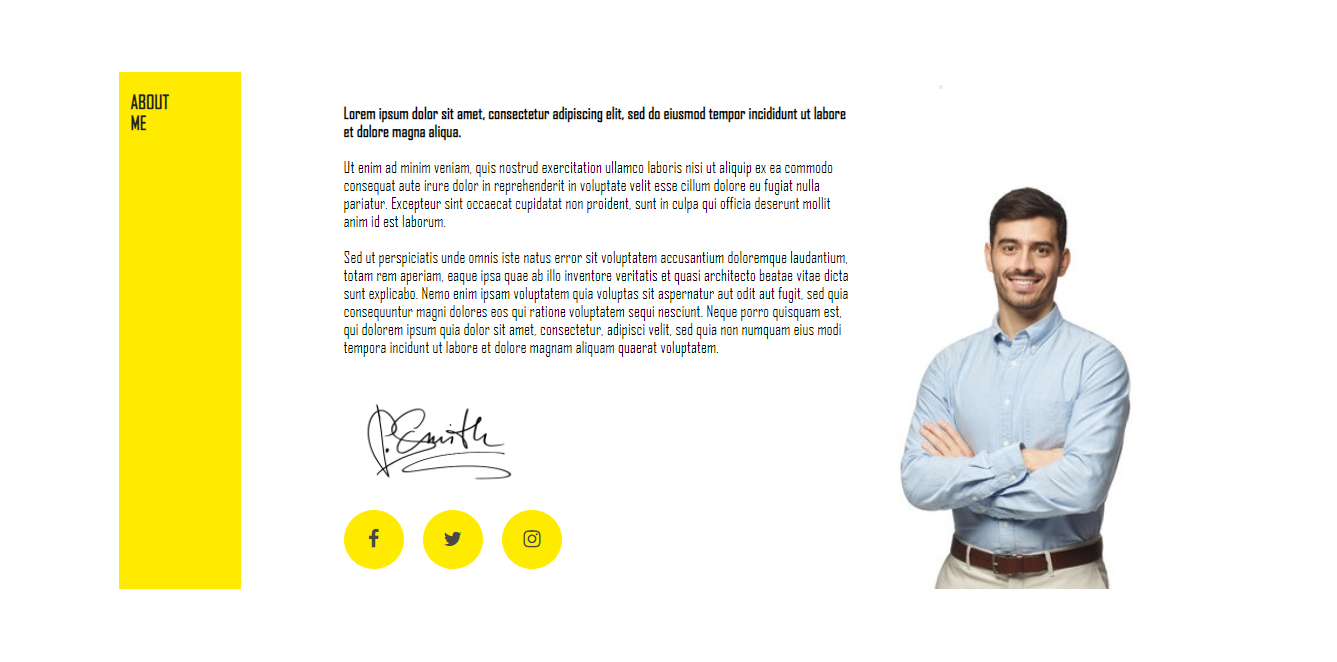 ABOUT
ME
Lorem ipsum dolor sit amet, consectetur adipiscing elit, sed do eiusmod tempor incididunt ut labore
et dolore magna aliqua.
Ut enim ad minim veniam, quis nostrud exercitation ullamco laboris nisi ut aliquip ex ea commodo
consequat aute irure dolor in reprehenderit in voluptate velit esse cillum dolore eu fugiat nulla
pariatur. Excepteur sint occaecat cupidatat non proident, sunt in culpa qui officia deserunt mollit
anim id est laborum.
Sed ut perspiciatis unde omnis iste natus error sit voluptatem accusantium doloremque laudantium,
totam rem aperiam, eaque ipsa quae ab illo inventore veritatis et quasi architecto beatae vitae dicta
sunt explicabo. Nemo enim ipsam voluptatem quia voluptas sit aspernatur aut odit aut fugit, sed quia
consequuntur magni dolores eos qui ratione voluptatem sequi nesciunt. Neque porro quisquam est,
qui dolorem ipsum quia dolor sit amet, consectetur, adipisci velit, sed quia non numquam eius modi
tempora incidunt ut labore et dolore magnam aliquam quaerat voluptatem.
P. Smith